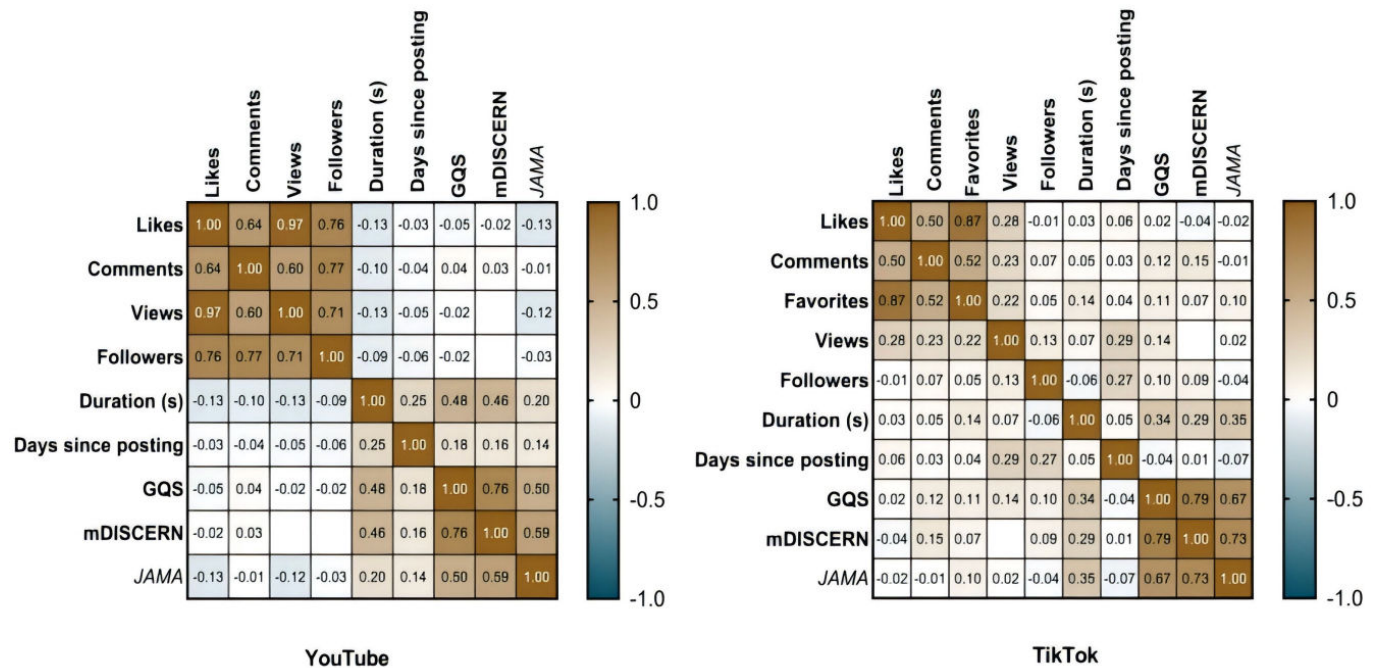 Likes Comments Views Followers Duration (s) Days since posting GQS mDISCERN JAMA
Likes 1.00 0.64 0.97 0.76 -0.13 -0.03 -0.05 -0.02 -0.13
Comments 0.64 1.00 0.60 0.77 -0.10 -0.04 0.04 0.03 -0.01
Views 0.97 0.60 1.00 0.71 -0.13 -0.05 -0.02 -0.12
Followers 0.76 0.77 0.71 1.00 -0.09 -0.06 -0.02 -0.03
Duration (s) -0.13 -0.10 -0.13 -0.09 1.00 0.25 0.48 0.46 0.20
Days since posting -0.03 -0.04 -0.05 -0.06 0.25 1.00 0.18 0.16 0.14
GQS -0.05 0.04 -0.02 -0.02 0.48 0.18 1.00 0.76 0.50
mDISCERN -0.02 0.03 0.46 0.16 0.76 1.00 0.59
JAMA -0.13 -0.01 -0.12 -0.03 0.20 0.14 0.50 0.59 1.00
1.0
0.5
0
-0.5
-1.0
YouTube
Likes Comments Favorites Views Followers Duration (s) Days since posting GQS mDISCERN JAMA
Likes 1.00 0.50 0.87 0.28 -0.01 0.03 0.06 0.02 -0.04 -0.02
Comments 0.50 1.00 0.52 0.23 0.07 0.05 0.03 0.12 0.15 -0.01
Favorites 0.87 0.52 1.00 0.22 0.05 0.14 0.04 0.11 0.07 0.10
Views 0.28 0.23 0.22 1.00 0.13 0.07 0.29 0.14 0.02
Followers -0.01 0.07 0.05 0.13 1.00 -0.06 0.27 0.10 0.09 -0.04
Duration (s) 0.03 0.05 0.14 0.07 -0.06 1.00 0.05 0.34 0.29 0.35
Days since posting 0.06 0.03 0.04 0.29 0.27 0.05 1.00 -0.04 0.01 -0.07
GQS 0.02 0.12 0.11 0.14 0.10 0.34 -0.04 1.00 0.79 0.67
mDISCERN -0.04 0.15 0.07 0.09 0.29 0.01 0.79 1.00 0.73
JAMA -0.02 -0.01 0.10 0.02 -0.04 0.35 -0.07 0.67 0.73 1.00
1.0
0.5
0
-0.5
-1.0
TikTok